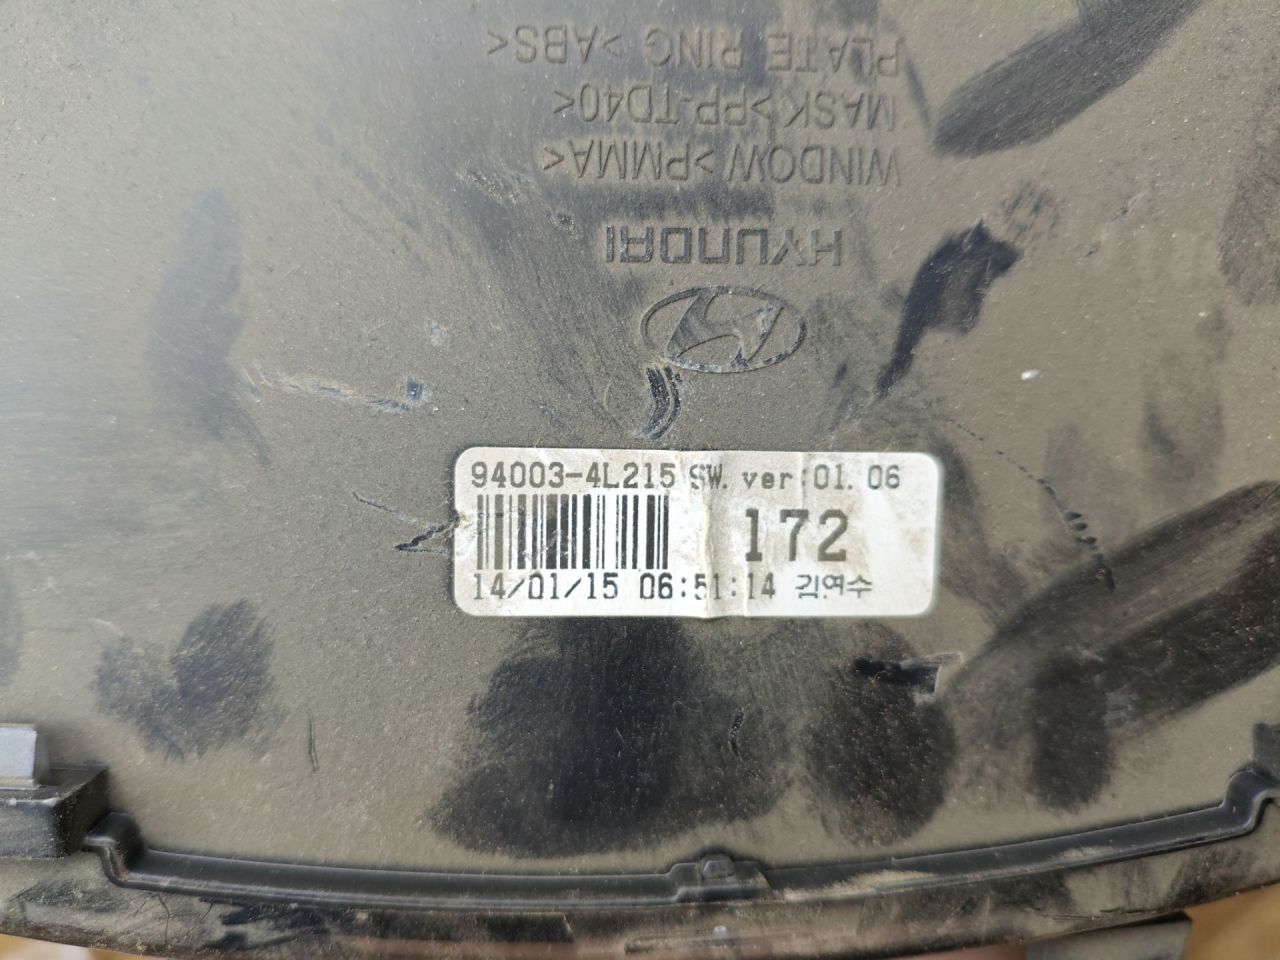 PLATE RING >ABS<
MASK >PP-TD40<
WINDOW >PMMA<
HYUNDAI
94003-4L215 SW. ver:01.06
172
14/01/15 06:51:14 김여수